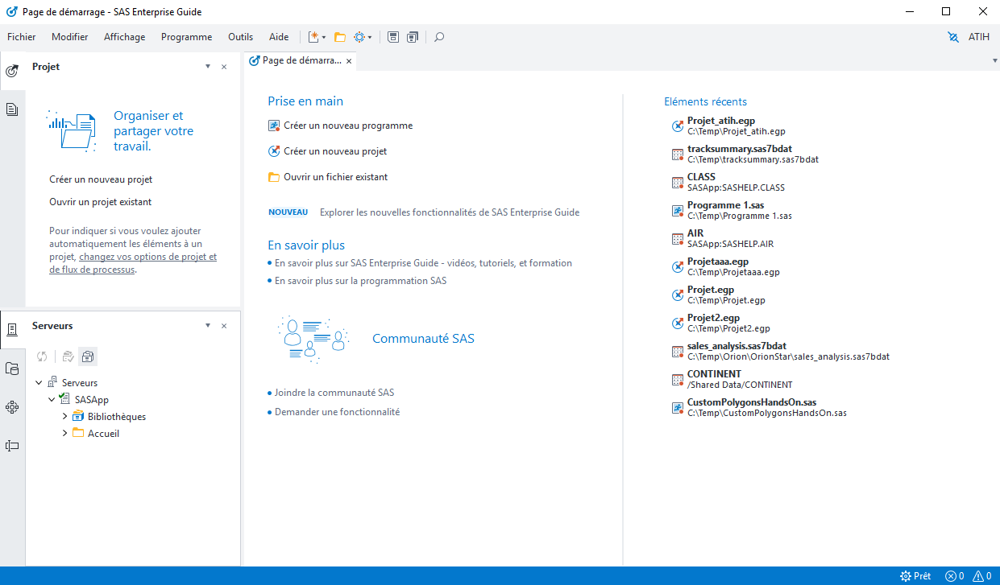 Page de démarrage - SAS Enterprise Guide
Fichier Modifier Affichage Programme Outils Aide ATIH
Projet
Organiser et
partager votre
travail.
Créer un nouveau projet
Ouvrir un projet existant
Pour indiquer si vous voulez ajouter
automatiquement les éléments à un
projet, changez vos options de projet et
de flux de processus.
Serveurs
Serveurs
SASApp
Bibliothèques
Accueil
Page de démarra...
Prise en main
Créer un nouveau programme
Créer un nouveau projet
Ouvrir un fichier existant
NOUVEAU Explorer les nouvelles fonctionnalités de SAS Enterprise Guide
En savoir plus
En savoir plus sur SAS Enterprise Guide - vidéos, tutoriels, et formation
En savoir plus sur la programmation SAS
Communauté SAS
Joindre la communauté SAS
Demander une fonctionnalité
Eléments récents
Projet_atih.egp
C:\Temp\Projet_atih.egp
tracksummary.sas7bdat
C:\Temp\tracksummary.sas7bdat
CLASS
SASApp:SASHELP.CLASS
Programme 1.sas
C:\Temp\Programme 1.sas
AIR
SASApp:SASHELP.AIR
Projetaaa.egp
C:\Temp\Projetaaa.egp
Projet.egp
C:\Temp\Projet.egp
Projet2.egp
C:\Temp\Projet2.egp
sales_analysis.sas7bdat
C:\Temp\Orion\OrionStar\sales_analysis.sas7bdat
CONTINENT
/Shared Data/CONTINENT
CustomPolygonsHandsOn.sas
C:\Temp\CustomPolygonsHandsOn.sas
Prêt 0 0